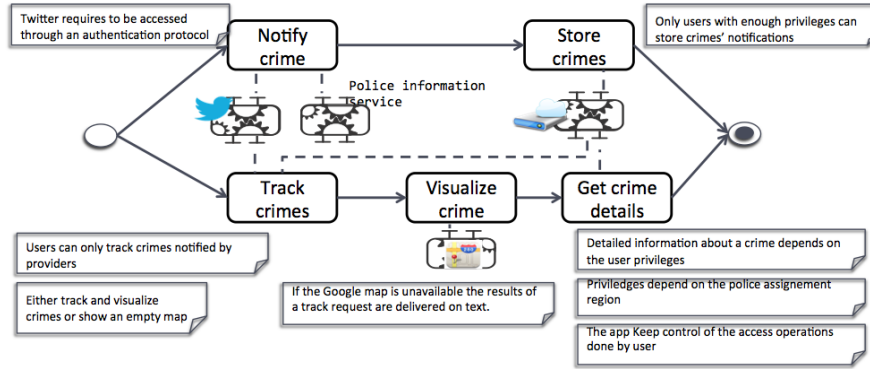 Twitter requires to be accessed
through an authentication protocol
Notify
crime
Store
crimes
Only users with enough privileges can
store crimes’ notifications
Police information
service
Track
crimes
Visualize
crime
Get crime
details
Users can only track crimes notified by
providers
Either track and visualize
crimes or show an empty map
If the Google map is unavailable the results of
a track request are delivered on text.
Detailed information about a crime depends on
the user privileges
Priviledges depend on the police assignement
region
The app Keep control of the access operations
done by user